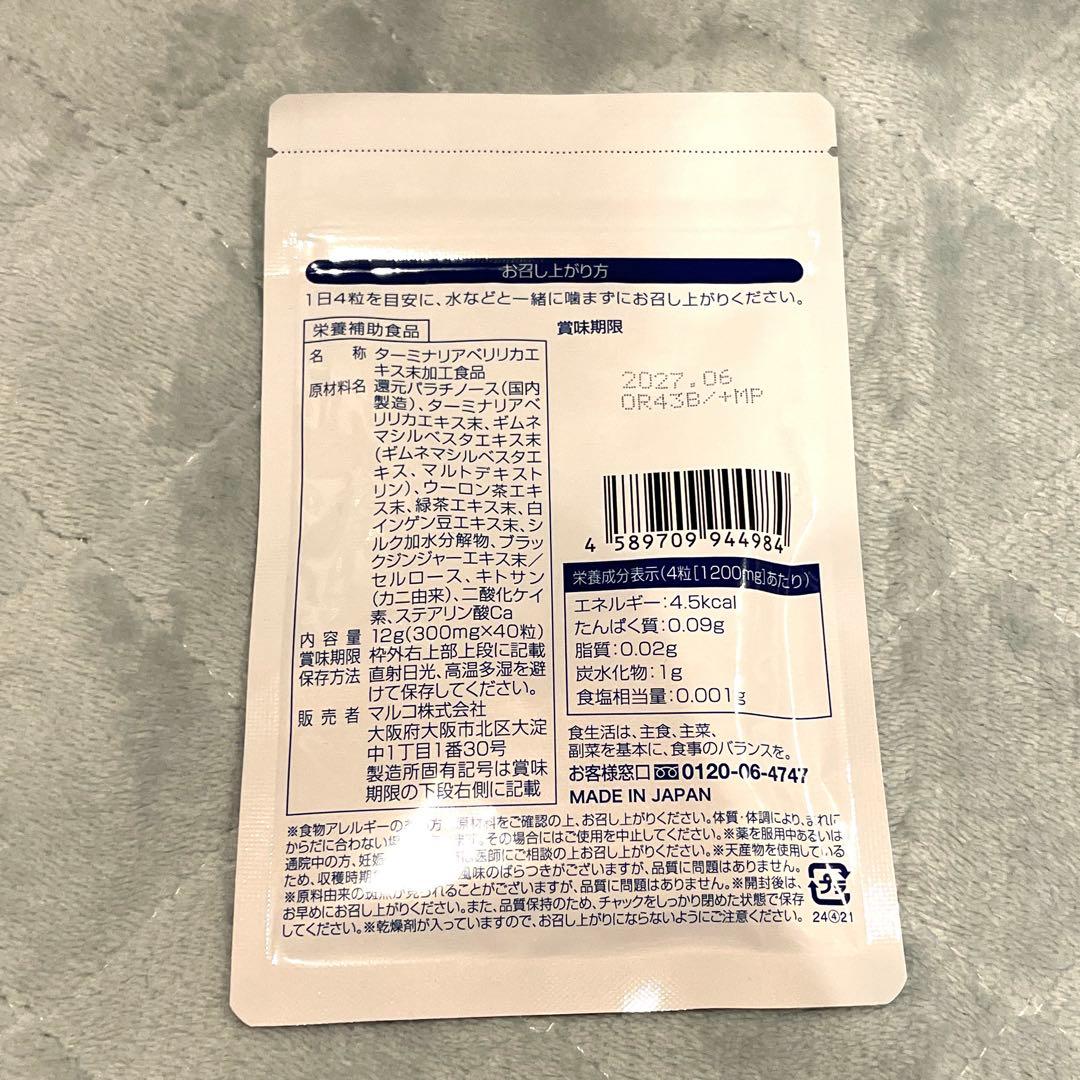 お召し上がり方
1日4粒を目安に、水などと一緒に噛まずにお召し上がりください。
栄養補助食品
名 称 ターミナリアベリリカエ
キス末加工食品
原材料名 還元パラチノース(国内
製造)、ターミナリアベ
リリカエキス末、ギムネ
マシルベスタエキス末
(ギムネマシルベスタエ
キス、マルトデキスト
リン)、ウーロン茶エキ
ス末、緑茶エキス末、白
インゲン豆エキス末、シ
ルク加水分解物、ブラッ
クジンジャーエキス末/
セルロース、キトサン
(カニ由来)、二酸化ケイ
素、ステアリン酸Ca
内容量 12g(300mg×40粒)
賞味期限 枠外右上部上段に記載
保存方法 直射日光、高温多湿を避
けて保存してください。
販売者 マルコ株式会社
大阪府大阪市北区大淀
中1丁目1番30号
製造所固有記号は賞味
期限の下段右側に記載
賞味期限
2027.06
OR43B/+MP
4 589709 944984
栄養成分表示(4粒[1200mg]あたり)
エネルギー:4.5kcal
たんぱく質:0.09g
脂質:0.02g
炭水化物:1g
食塩相当量:0.001g
食生活は、主食、主菜、
副菜を基本に、食事のバランスを。
お客様窓口 0120-06-4747
MADE IN JAPAN
※食物アレルギーの 方 原材料をご確認の上、お召し上がりください。体質・体調により、まれに
からだに合わない場 す。その場合にはご使用を中止してください。※薬を服用中あるいは
通院中の方、妊娠 医師にご相談の上お召し上がりください。※天産物を使用している
ため、収穫時期 風味のばらつきがございますが、品質に問題はありません。
※原料由来の斑点が見られることがございますが、品質に問題はありません。※開封後は、
お早めにお召し上がりください。また、品質保持のため、チャックをしっかり閉めた状態で保存
してください。※乾燥剤が入っていますので、お召し上がりにならないようにご注意ください。
プラ
24④21